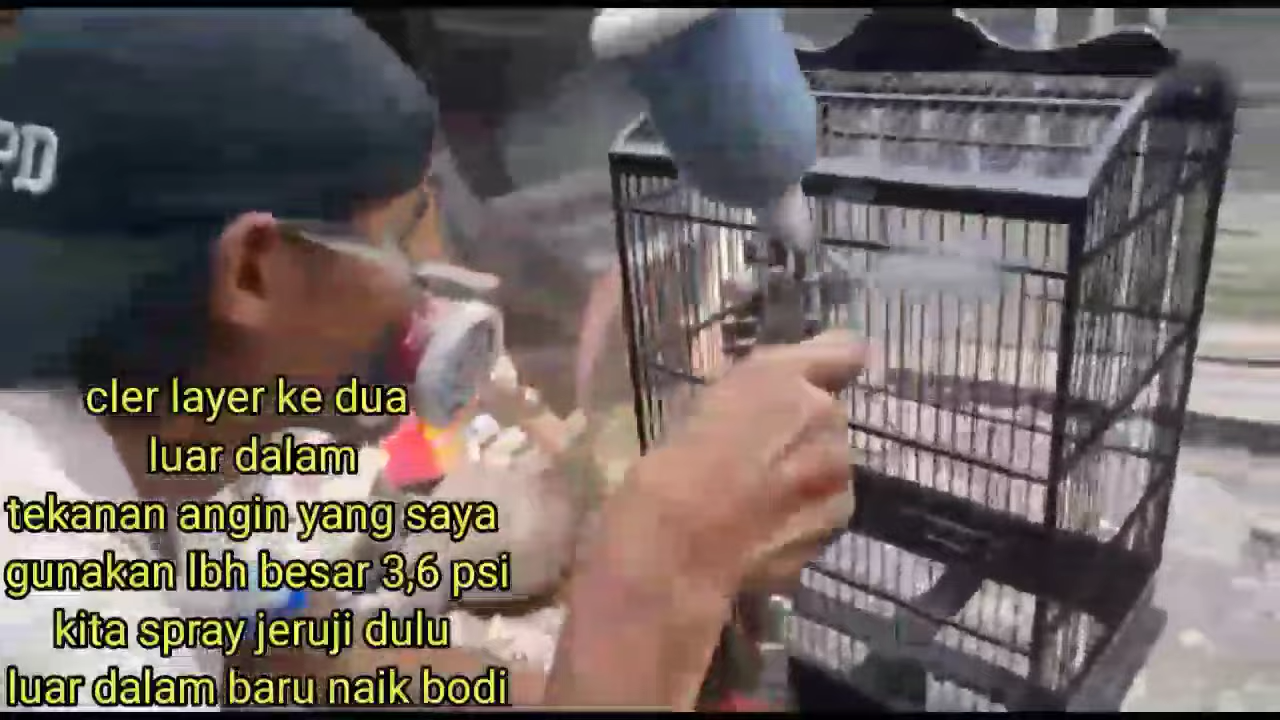 PD
cler layer ke dua
luar dalam
tekanan angin yang saya
gunakan lbh besar 3,6 psi
kita spray jeruji dulu
luar dalam baru naik bodi